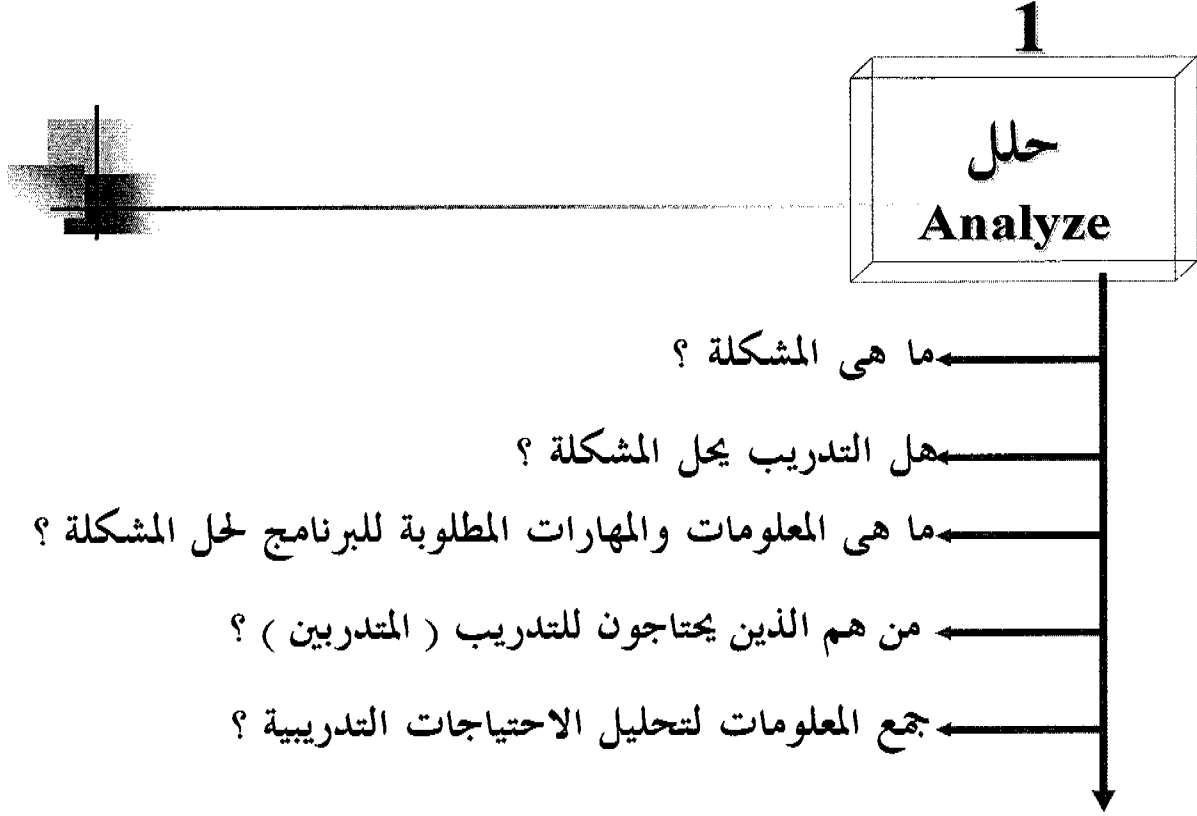 1
حلل
Analyze
ما هى المشكلة ؟
هل التدريب يحل المشكلة ؟
ما هى المعلومات والمهارات المطلوبة للبرنامج لحل المشكلة ؟
من هم الذين يحتاجون للتدريب ( المتدربين ) ؟
جمع المعلومات لتحليل الاحتياجات التدريبية ؟